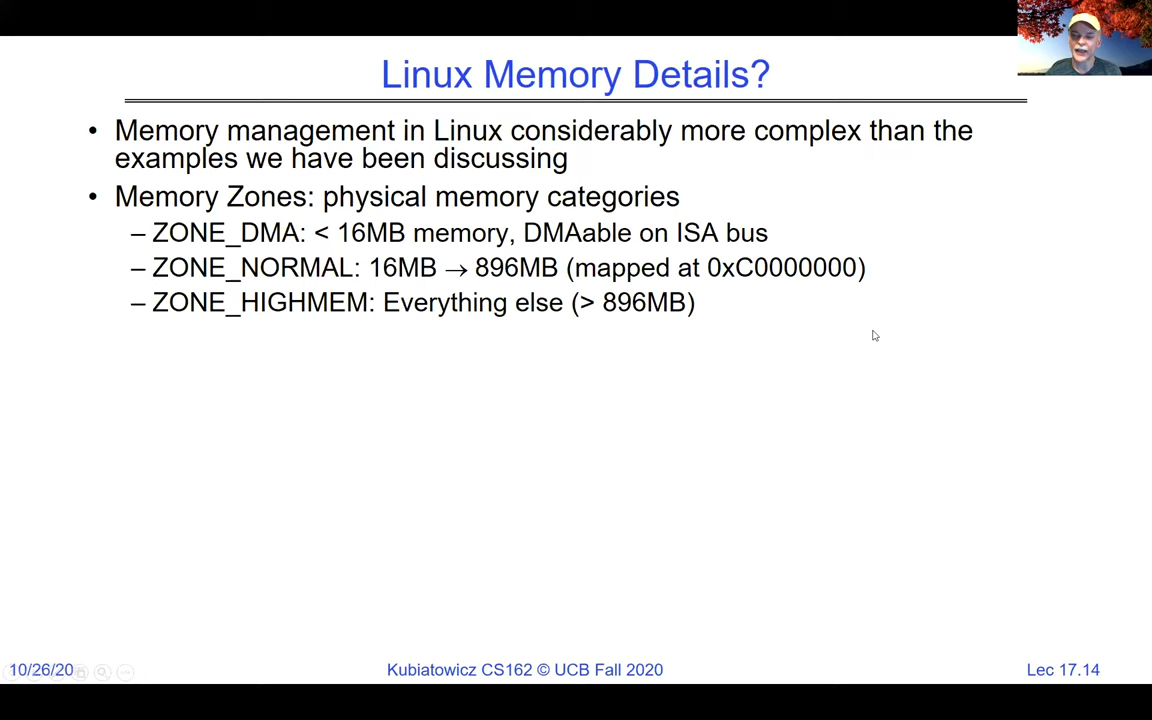 Linux Memory Details?
• Memory management in Linux considerably more complex than the
examples we have been discussing
• Memory Zones: physical memory categories
– ZONE_DMA: < 16MB memory, DMAable on ISA bus
– ZONE_NORMAL: 16MB → 896MB (mapped at 0xC0000000)
– ZONE_HIGHMEM: Everything else (> 896MB)
10/26/20
Kubiatowicz CS162 © UCB Fall 2020
Lec 17.14